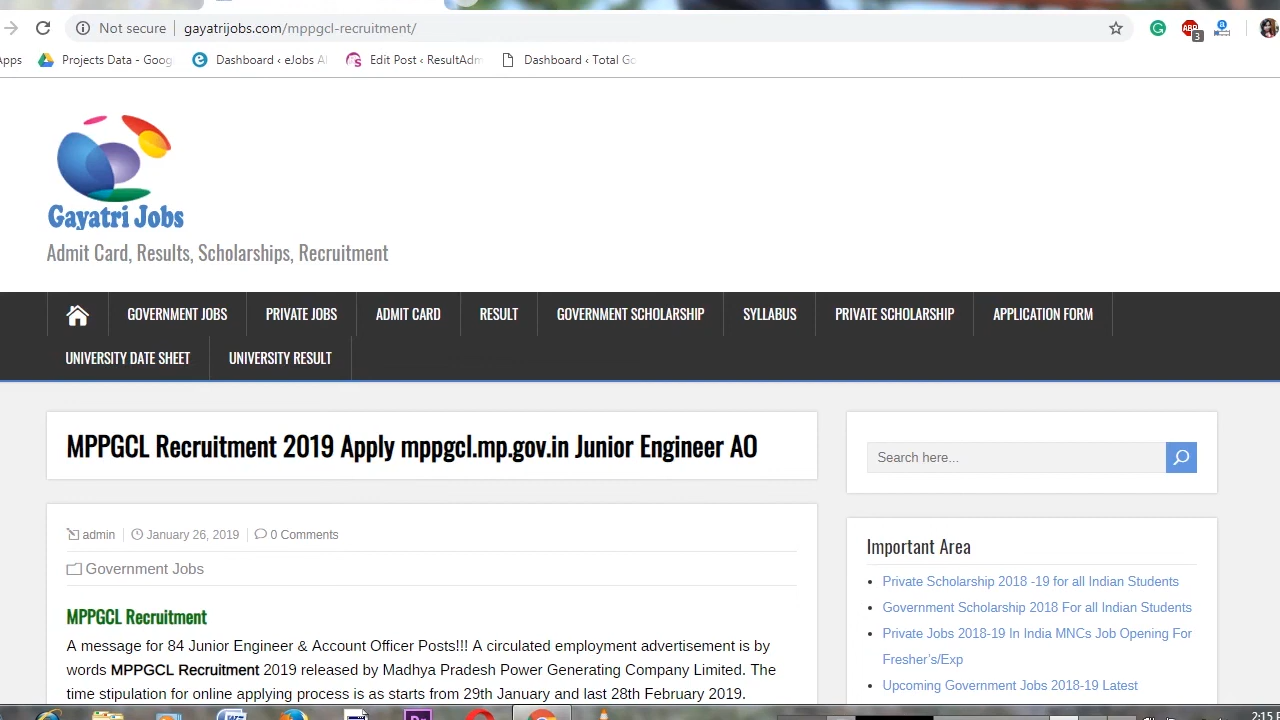 Not secure | gayatrijobs.com/mppgcl-recruitment/
ABP
3
Apps Projects Data - Goog Dashboard ‹ eJobs Al Edit Post ‹ ResultAdm Dashboard ‹ Total Go
Gayatri Jobs
Admit Card, Results, Scholarships, Recruitment
GOVERNMENT JOBS PRIVATE JOBS ADMIT CARD RESULT GOVERNMENT SCHOLARSHIP SYLLABUS PRIVATE SCHOLARSHIP APPLICATION FORM
UNIVERSITY DATE SHEET UNIVERSITY RESULT
MPPGCL Recruitment 2019 Apply mppgcl.mp.gov.in Junior Engineer AO
admin January 26, 2019 0 Comments
Government Jobs
MPPGCL Recruitment
A message for 84 Junior Engineer & Account Officer Posts!!! A circulated employment advertisement is by
words MPPGCL Recruitment 2019 released by Madhya Pradesh Power Generating Company Limited. The
time stipulation for online applying process is as starts from 29th January and last 28th February 2019.
Search here...
Important Area
Private Scholarship 2018 -19 for all Indian Students
Government Scholarship 2018 For all Indian Students
Private Jobs 2018-19 In India MNCs Job Opening For
Fresher's/Exp
Upcoming Government Jobs 2018-19 Latest
2:15